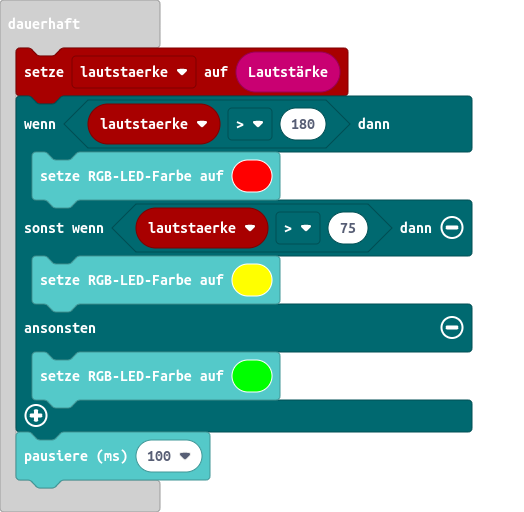 dauerhaft
setze lautstaerke auf Lautstärke
wenn lautstaerke > 180 dann
setze RGB-LED-Farbe auf
sonst wenn lautstaerke > 75 dann
setze RGB-LED-Farbe auf
ansonsten
setze RGB-LED-Farbe auf
pausiere (ms) 100